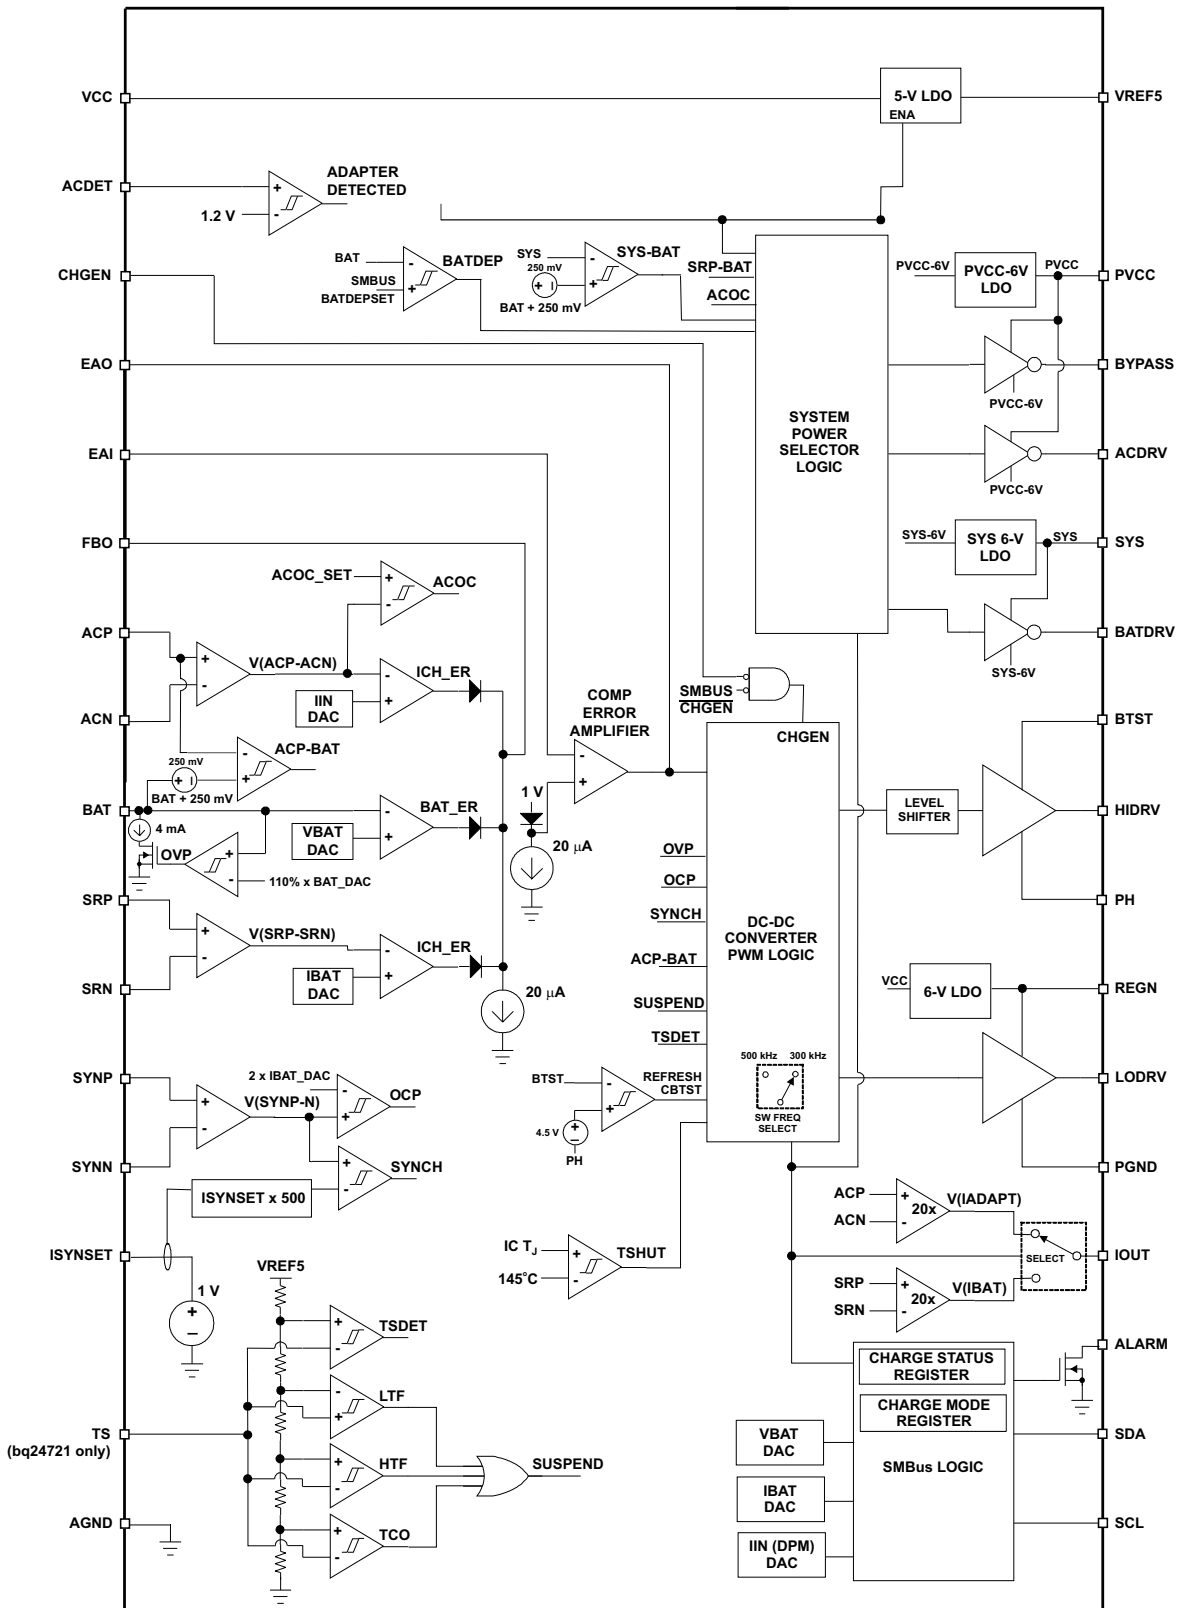 VCC
5-V LDO
ENA
VREF5
ACDET
+
-
1.2 V
ADAPTER
DETECTED
CHGEN
BAT
-
SMBUS
BATDEPSET
+
BATDEP
SYS
-
250 mV
+
BAT + 250 mV
SYS-BAT
SRP-BAT
ACOC
SYSTEM
POWER
SELECTOR
LOGIC
PVCC-6V
PVCC-6V
LDO
PVCC
PVCC
EAO
PVCC-6V
BYPASS
EAI
PVCC-6V
ACDRV
FBO
SYS-6V
SYS 6-V
LDO
SYS
SYS
ACOC_SET
+
-
ACOC
ACP
+
-
V(ACP-ACN)
ACN
IIN
DAC
-
+
ICH_ER
SYS-6V
BATDRV
SMBUS
CHGEN
COMP
ERROR
AMPLIFIER
-
+
CHGEN
BTST
250 mV
+
BAT + 250 mV
-
+
ACP-BAT
BAT
4 mA
OVP
+
-
110% x BAT_DAC
VBAT
DAC
-
+
BAT_ER
1 V
20 µA
LEVEL
SHIFTER
HIDRV
OVP
OCP
SYNCH
ACP-BAT
SUSPEND
TSDET
DC-DC
CONVERTER
PWM LOGIC
PH
SRP
+
-
V(SRP-SRN)
SRN
IBAT
DAC
-
+
ICH_ER
20 µA
VCC
6-V LDO
REGN
500 kHz
300 kHz
SW FREQ
SELECT
LODRV
SYNP
+
-
V(SYNP-N)
SYNN
2 x IBAT_DAC
-
+
OCP
+
-
SYNCH
ISYNSET x 500
BTST
-
+
4.5 V
+
−
PH
REFRESH
CBTST
PGND
ACP
+
ACN
-
20x
V(IADAPT)
SELECT
IOUT
SRP
+
SRN
-
20x
V(IBAT)
ISYNSET
1 V
+
−
IC TJ
+
145°C
-
TSHUT
VREF5
+
-
TSDET
-
+
LTF
+
-
HTF
+
-
TCO
SUSPEND
TS
(bq24721 only)
AGND
CHARGE STATUS
REGISTER
CHARGE MODE
REGISTER
SMBus LOGIC
VBAT
DAC
IBAT
DAC
IIN (DPM)
DAC
ALARM
SDA
SCL